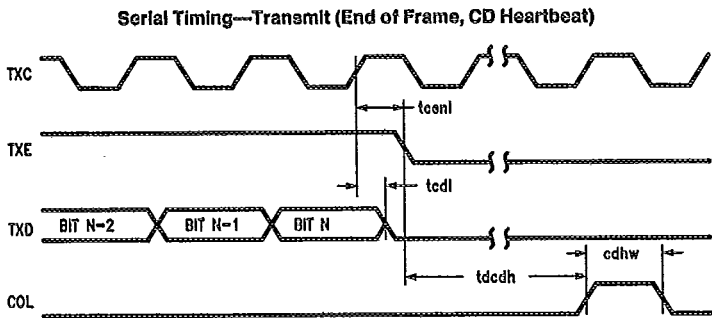 Serial Timing—Transmit (End of Frame, CD Heartbeat)
TXC
tcenl
TXE
tcdl
TXD
BIT N-2
BIT N-1
BIT N
cdhw
tdcdh
COL